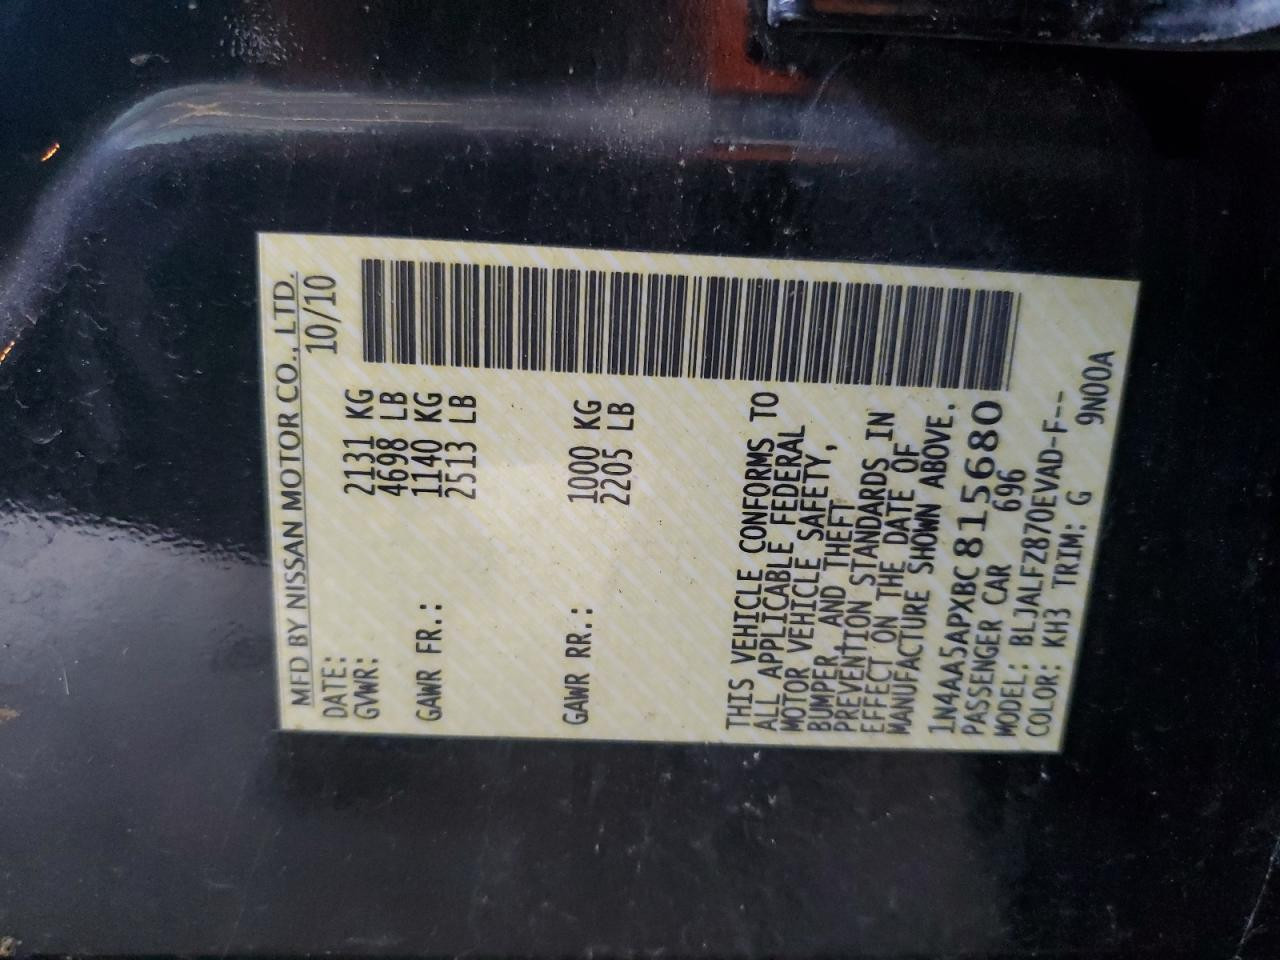 MFD BY NISSAN MOTOR CO., LTD.
DATE: 10/10
GVWR: 2131 KG
4698 LB
GAWR FR.: 1140 KG
2513 LB
GAWR RR.: 1000 KG
2205 LB
THIS VEHICLE CONFORMS TO
ALL APPLICABLE FEDERAL
MOTOR VEHICLE SAFETY,
BUMPER, AND THEFT
PREVENTION STANDARDS IN
EFFECT ON THE DATE OF
MANUFACTURE SHOWN ABOVE.
1N4AA5APXBC815680
PASSENGER CAR 696
MODEL: BLJALFZ870EVAD-F--
COLOR: KH3 TRIM: G 9N00A